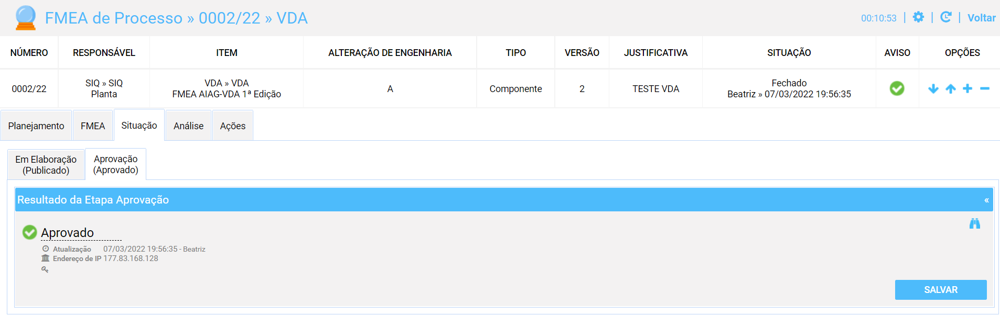 FMEA de Processo » 0002/22 » VDA
00:10:53 | | | Voltar
NÚMERO RESPONSÁVEL ITEM ALTERAÇÃO DE ENGENHARIA TIPO VERSÃO JUSTIFICATIVA SITUAÇÃO AVISO OPÇÕES
0002/22
SIQ » SIQ
Planta
VDA » VDA
FMEA AIAG-VDA 1ª Edição
A
Componente
2
TESTE VDA
Fechado
Beatriz » 07/03/2022 19:56:35
Planejamento FMEA Situação Análise Ações
Em Elaboração
(Publicado)
Aprovação
(Aprovado)
Resultado da Etapa Aprovação «
Aprovado
Atualização 07/03/2022 19:56:35 - Beatriz
Endereço de IP 177.83.168.128
SALVAR